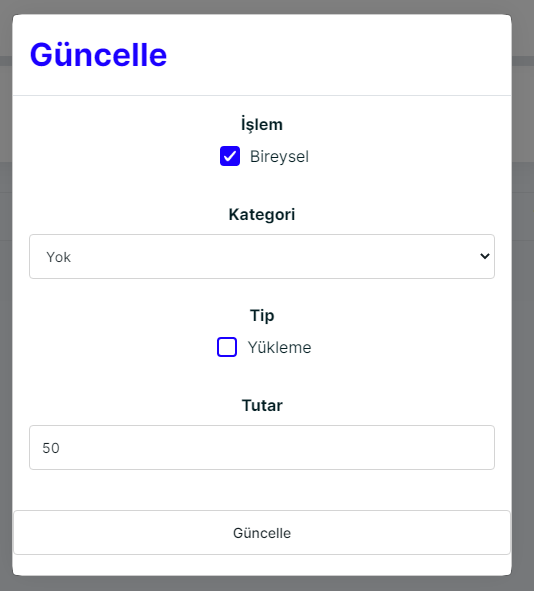 Güncelle
İşlem
Bireysel
Kategori
Yok
Tip
Yükleme
Tutar
50
Güncelle